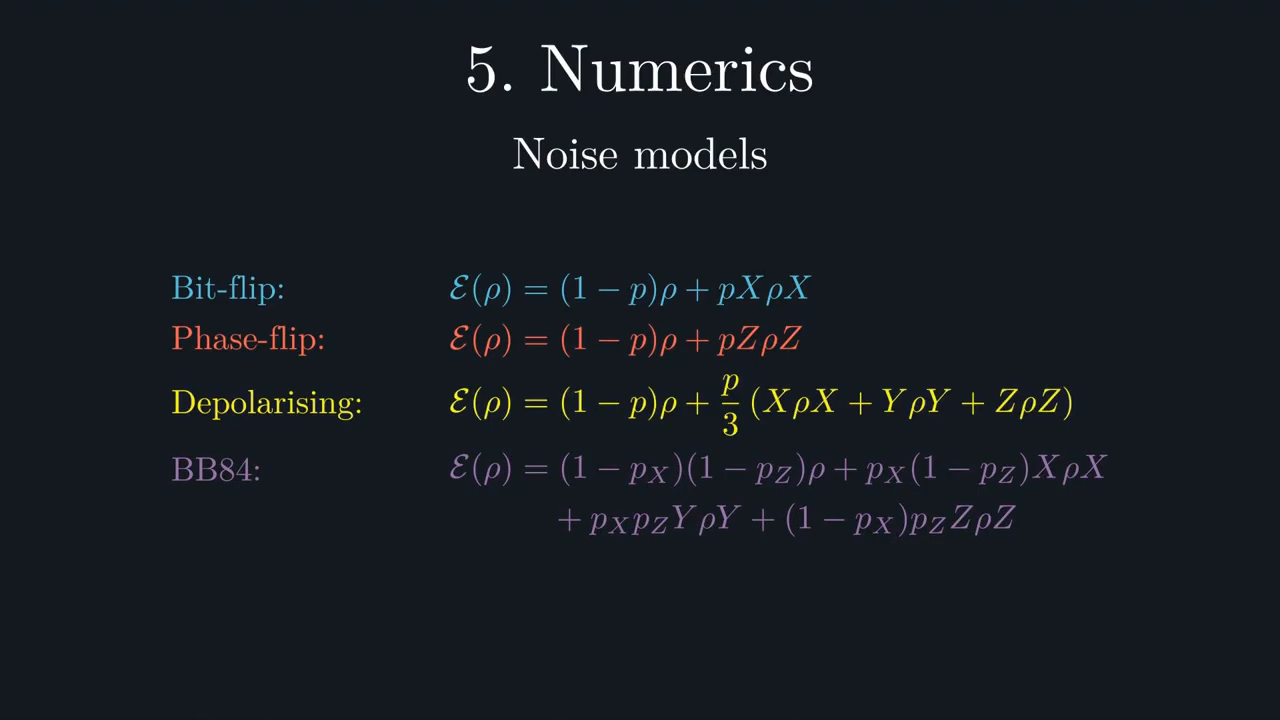 5. Numerics
Noise models
Bit-flip: ℰ(ρ) = (1 − p)ρ + pXρX
Phase-flip: ℰ(ρ) = (1 − p)ρ + pZρZ
Depolarising: ℰ(ρ) = (1 − p)ρ + p/3 (XρX + YρY + ZρZ)
BB84: ℰ(ρ) = (1 − p_X)(1 − p_Z)ρ + p_X(1 − p_Z)XρX
+ p_Xp_ZYρY + (1 − p_X)p_ZZρZ